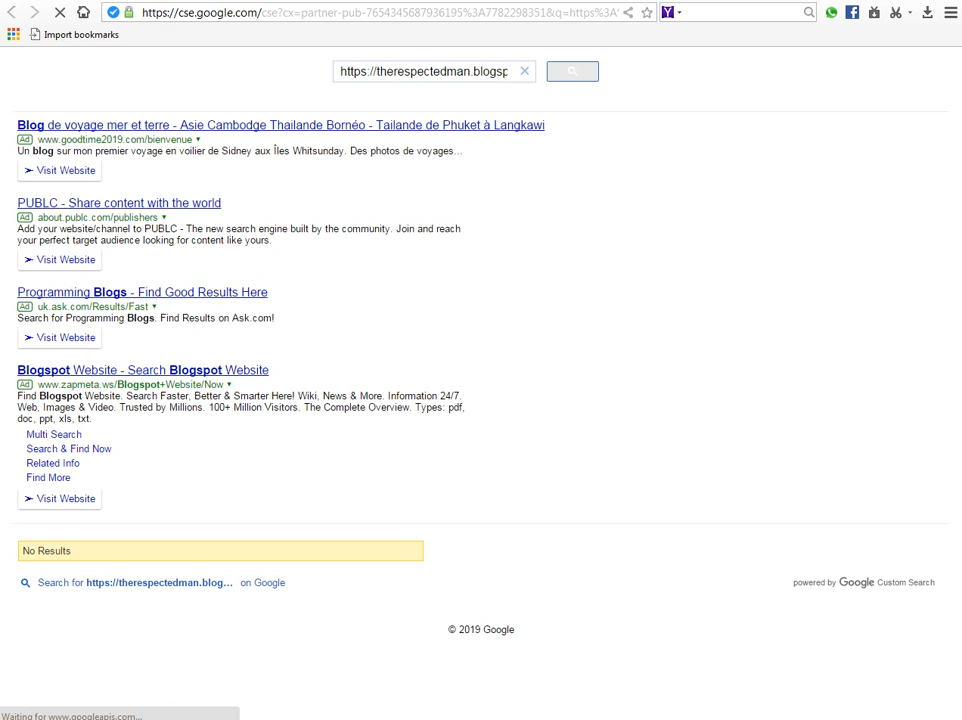 https://cse.google.com/cse?cx=partner-pub-7654345687936195%3A7782298351&q=https%3A%
Import bookmarks
https://therespectedman.blogsp
Blog de voyage mer et terre - Asie Cambodge Thailande Bornéo - Tailande de Phuket à Langkawi
Ad www.goodtime2019.com/bienvenue
Un blog sur mon premier voyage en voilier de Sidney aux Îles Whitsunday. Des photos de voyages...
Visit Website
PUBLC - Share content with the world
Ad about.publc.com/publishers
Add your website/channel to PUBLC - The new search engine built by the community. Join and reach
your perfect target audience looking for content like yours.
Visit Website
Programming Blogs - Find Good Results Here
Ad uk.ask.com/Results/Fast
Search for Programming Blogs. Find Results on Ask.com!
Visit Website
Blogspot Website - Search Blogspot Website
Ad www.zapmeta.ws/Blogspot+Website/Now
Find Blogspot Website. Search Faster, Better & Smarter Here! Wiki, News & More. Information 24/7.
Web, Images & Video. Trusted by Millions. 100+ Million Visitors. The Complete Overview. Types: pdf,
doc, ppt, xls, txt.
Multi Search
Search & Find Now
Related Info
Find More
Visit Website
No Results
Search for https://therespectedman.blog... on Google
powered by Google Custom Search
© 2019 Google
Waiting for www.googleapis.com...